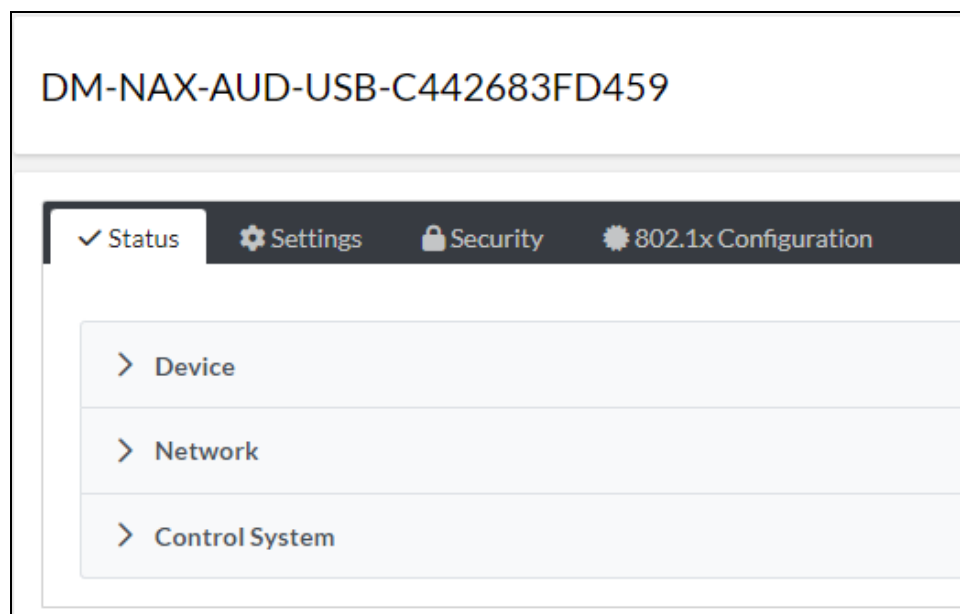 DM-NAX-AUD-USB-C442683FD459
Status Settings Security 802.1x Configuration
Device
Network
Control System